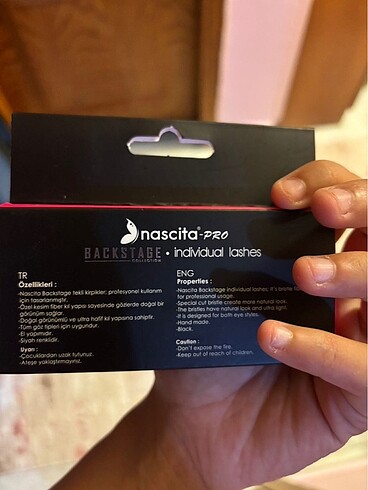 nascita®-PRO
BACKSTAGE • individual lashes
COLLECTION
TR
Özellikleri :
-Nascita Backstage tekli kirpikler; profesyonel kullanım
için tasarlanmıştır.
-Özel kesim fiber kıl yapısı sayesinde gözlerde doğal bir
görünüm sağlar.
-Doğal görünümlü ve ultra hafif kıl yapısına sahiptir.
-Tüm göz tipleri için uygundur.
-El yapımıdır.
-Siyah renklidir.
Uyarı :
-Çocuklardan uzak tutunuz.
-Ateşe yaklaştırmayınız.
ENG
Properties :
-Nascita Backstage individual lashes; It's bristle
for professional usage.
-Special cut bristle create more natural look.
-The bristles have natural look and ultra-light.
-It is designed for both eye styles.
-Hand made.
-Black.
Caution :
-Don't expose the fire.
-Keep out of reach of children.